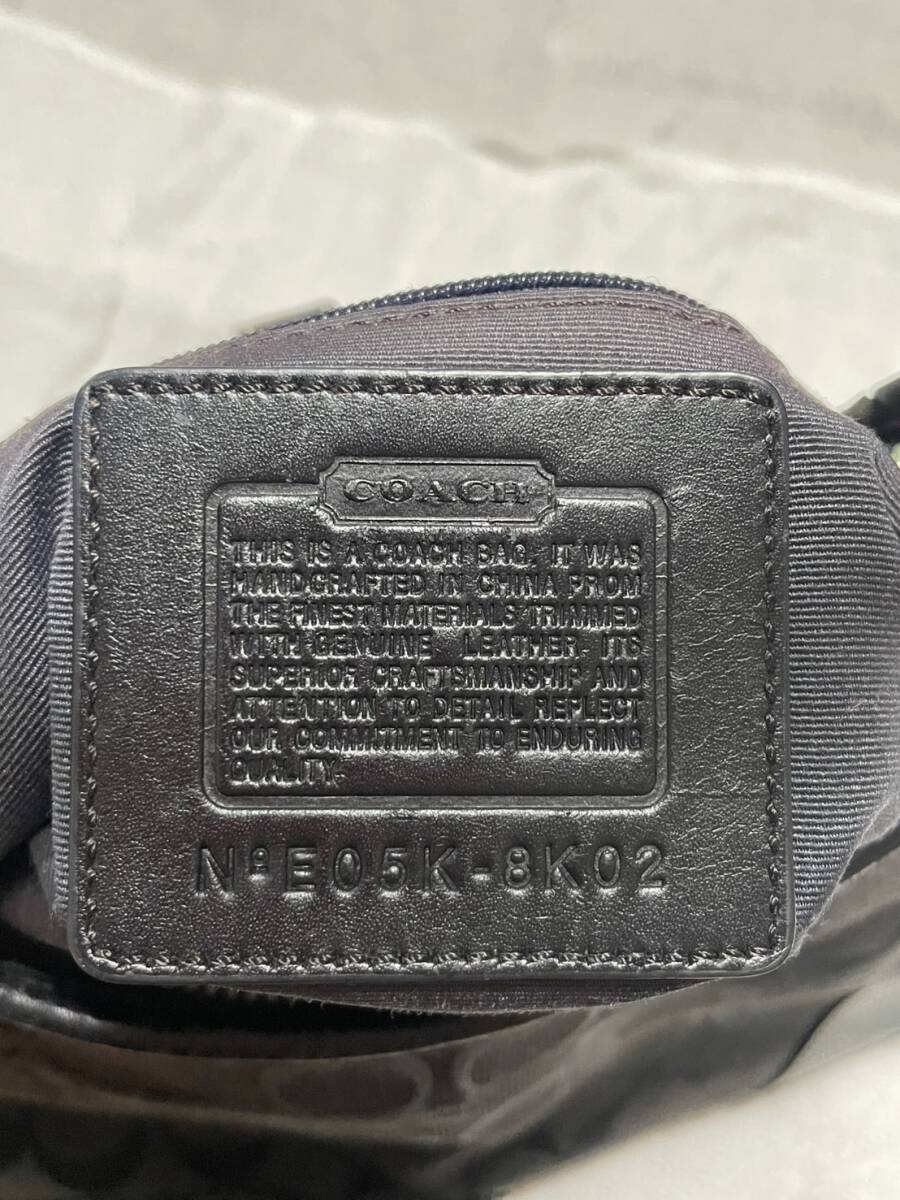 COACH
THIS IS A COACH BAG. IT WAS
HANDCRAFTED IN CHINA FROM
THE FINEST MATERIALS TRIMMED
WITH GENUINE LEATHER. ITS
SUPERIOR CRAFTSMANSHIP AND
ATTENTION TO DETAIL REFLECT
OUR COMMITMENT TO ENDURING
QUALITY.
Nº E05K-8K02